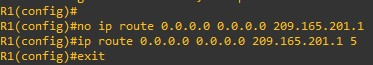 R1(config)#
R1(config)#no ip route 0.0.0.0 0.0.0.0 209.165.201.1
R1(config)#ip route 0.0.0.0 0.0.0.0 209.165.201.1 5
R1(config)#exit